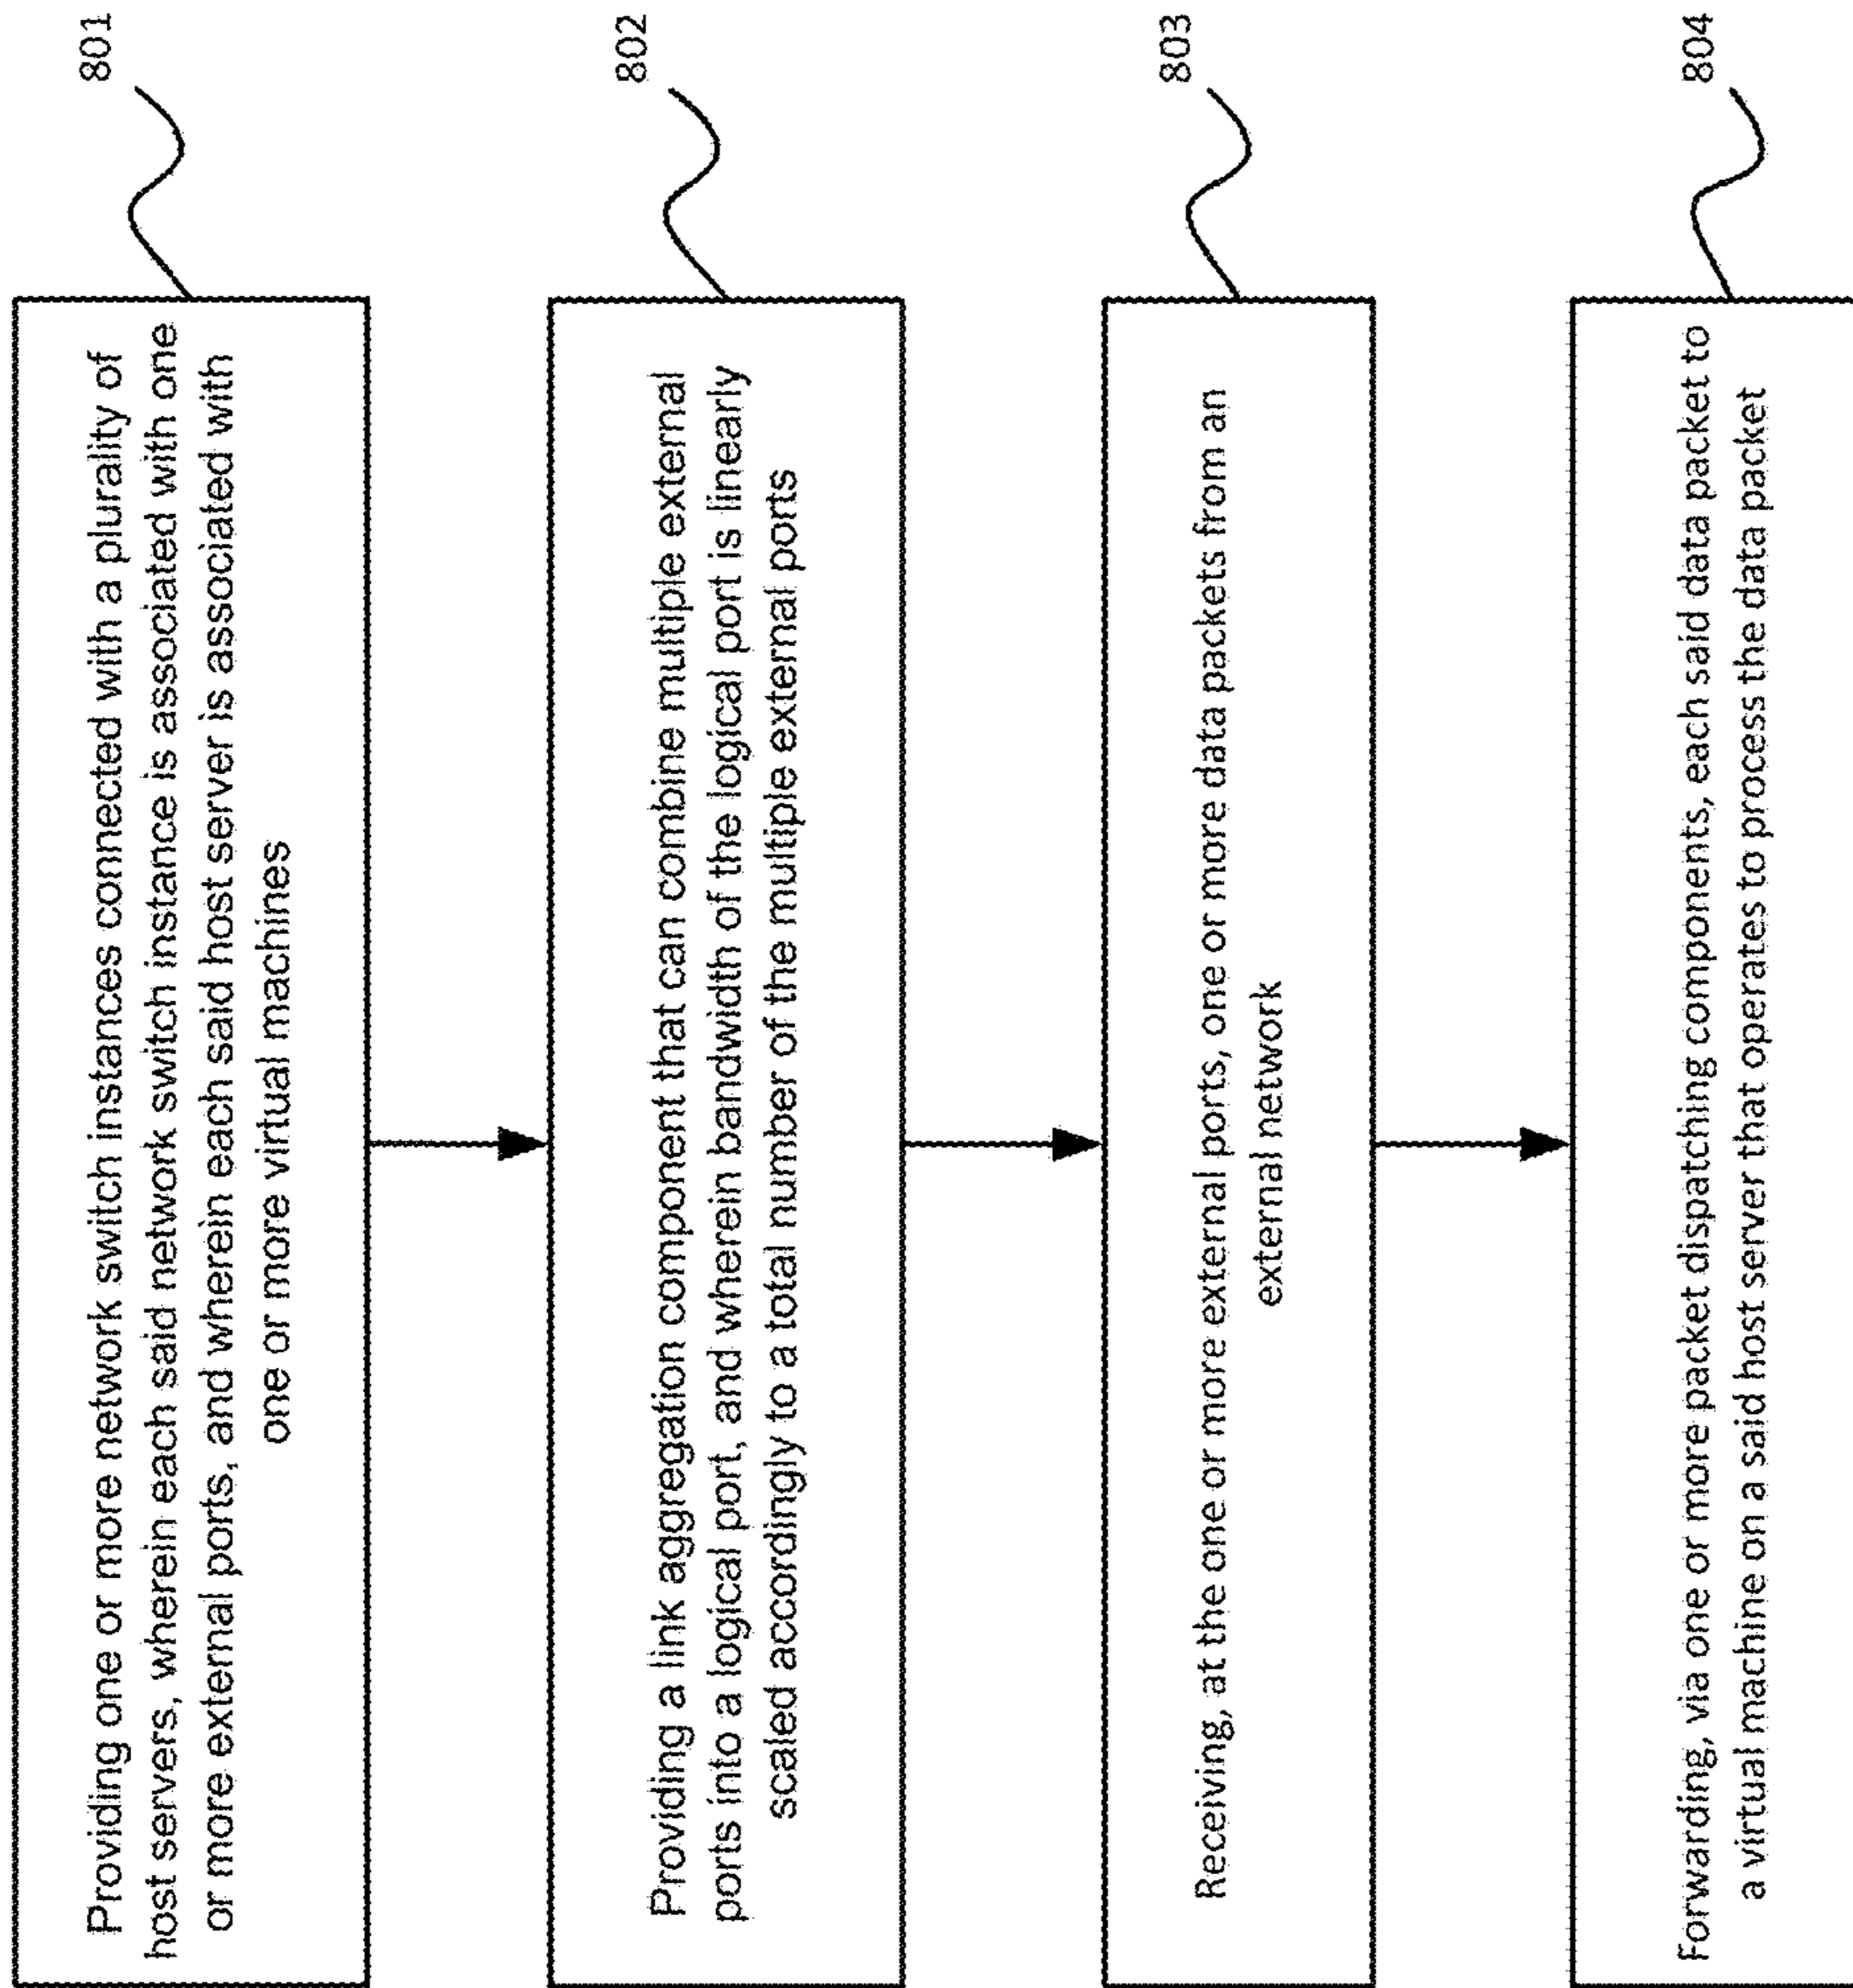 801
Providing one or more network switch instances connected with a plurality of
host servers, wherein each said network switch instance is associated with one
or more external ports, and wherein each said host server is associated with
one or more virtual machines
802
Providing a link aggregation component that can combine multiple external
ports into a logical port, and wherein bandwidth of the logical port is linearly
scaled accordingly to a total number of the multiple external ports
803
Receiving, at the one or more external ports, one or more data packets from an
external network
804
Forwarding, via one or more packet dispatching components, each said data packet to
a virtual machine on a said host server that operates to process the data packet